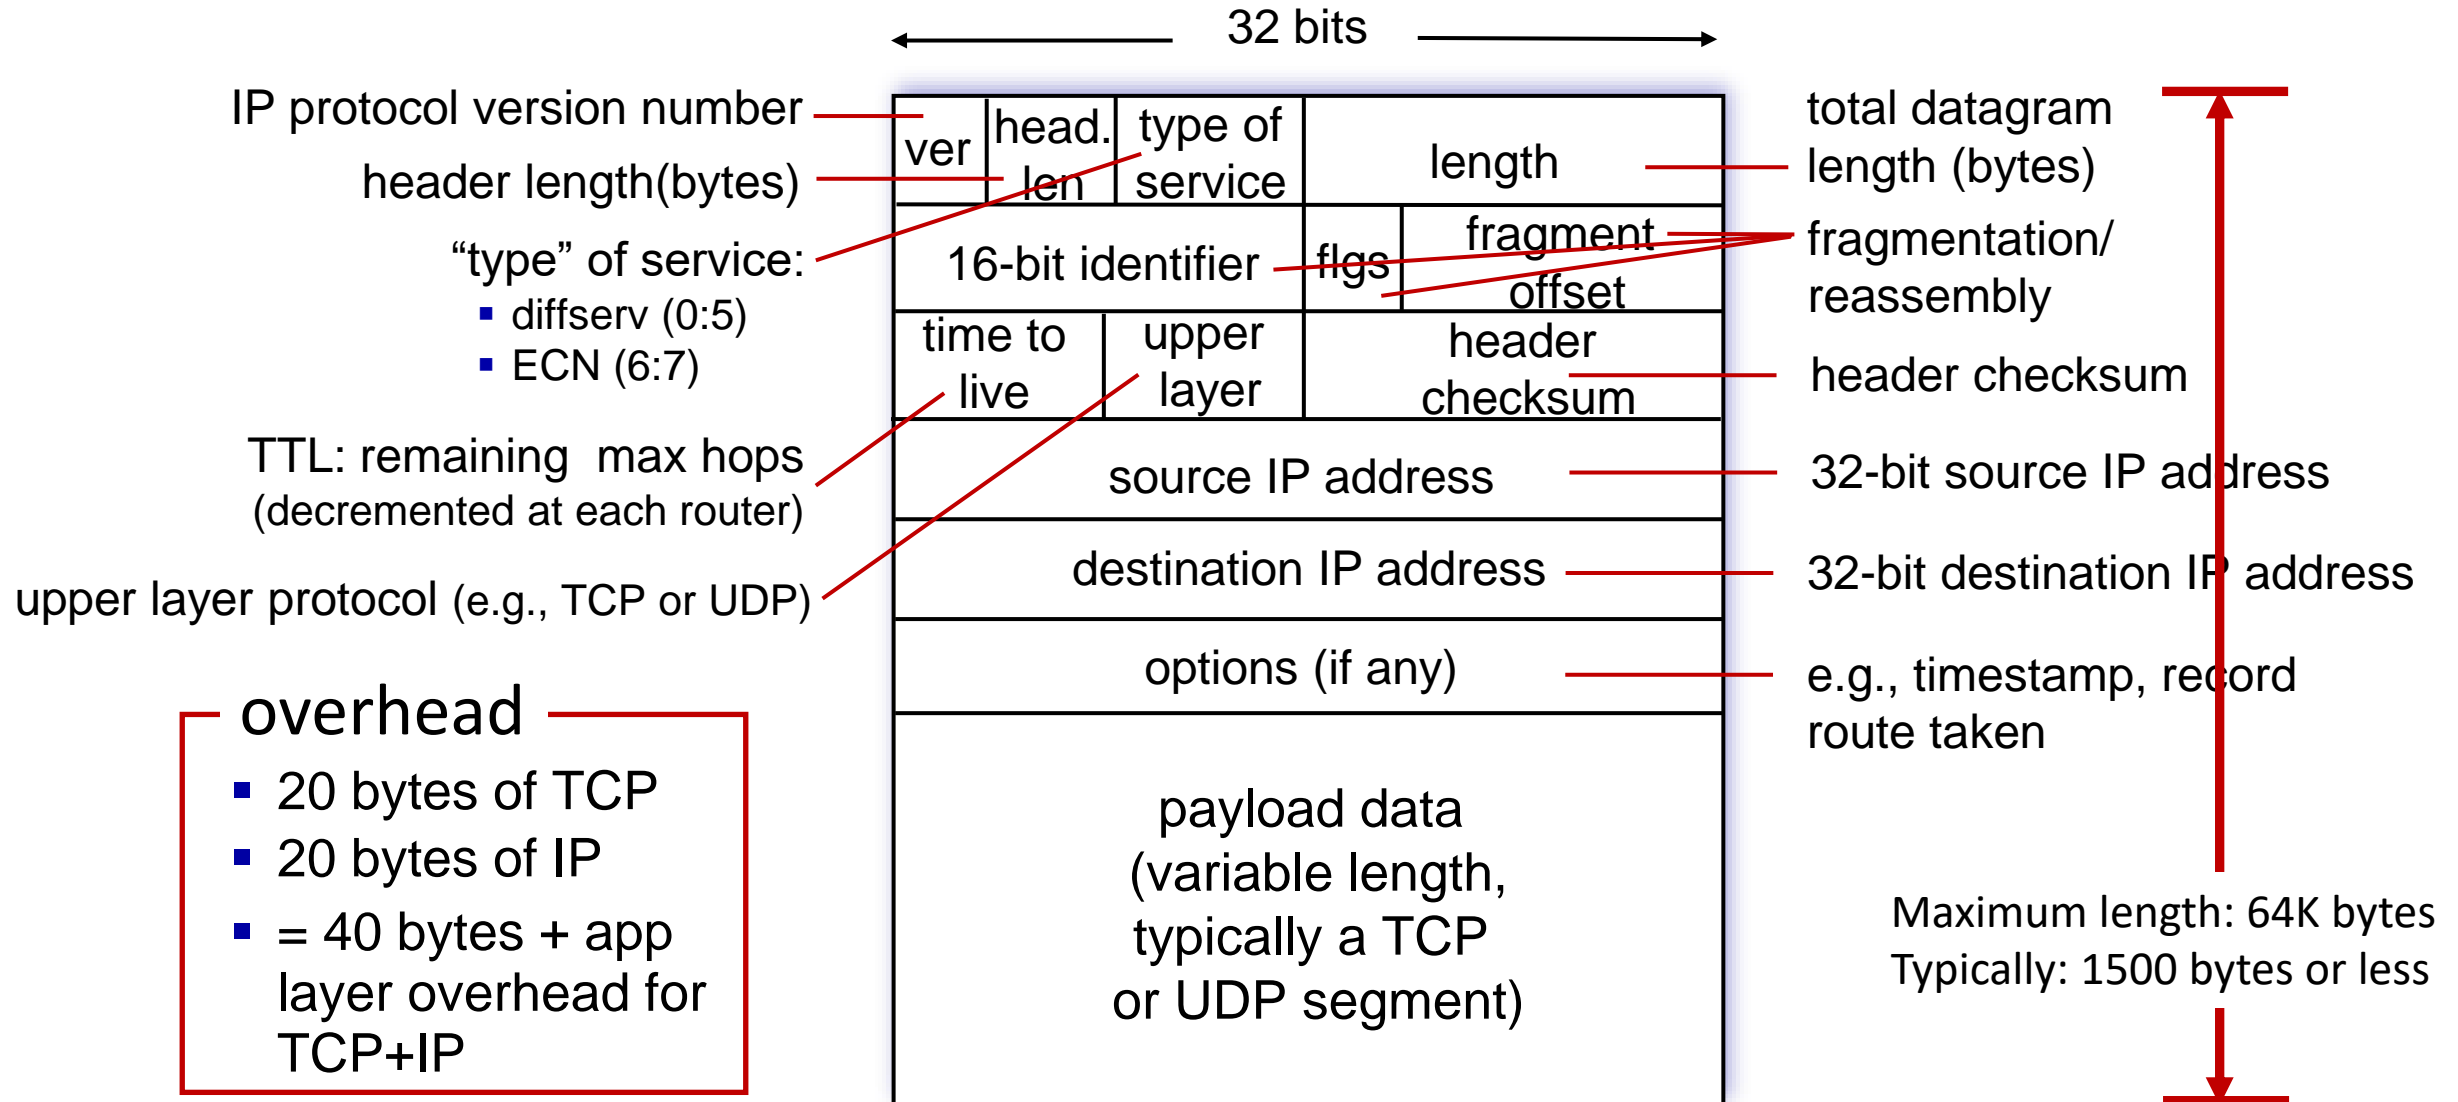 32 bits
IP protocol version number
header length(bytes)
“type” of service:
▪ diffserv (0:5)
▪ ECN (6:7)
TTL: remaining  max hops
(decremented at each router)
upper layer protocol (e.g., TCP or UDP)
overhead
▪ 20 bytes of TCP
▪ 20 bytes of IP
▪ = 40 bytes + app
layer overhead for
TCP+IP
ver
head.
len
type of
service
length
16-bit identifier
flgs
fragment
offset
time to
live
upper
layer
header
checksum
source IP address
destination IP address
options (if any)
payload data
(variable length,
typically a TCP
or UDP segment)
total datagram
length (bytes)
fragmentation/
reassembly
header checksum
32-bit source IP address
32-bit destination IP address
e.g., timestamp, record
route taken
Maximum length: 64K bytes
Typically: 1500 bytes or less